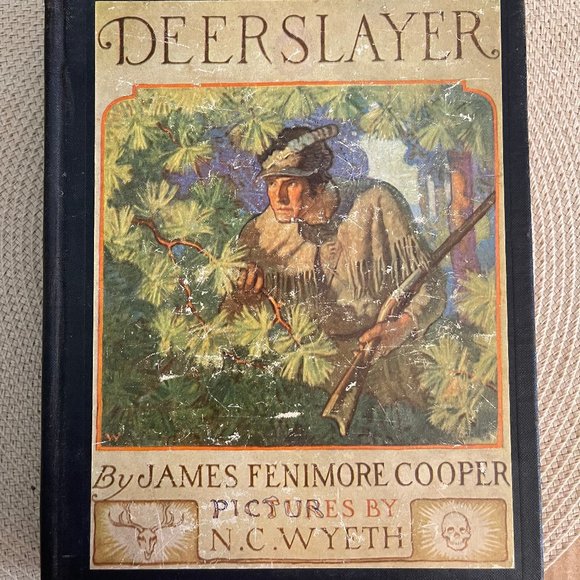 DEERSLAYER
By JAMES FENIMORE COOPER
PICTURES BY
N.C. WYETH